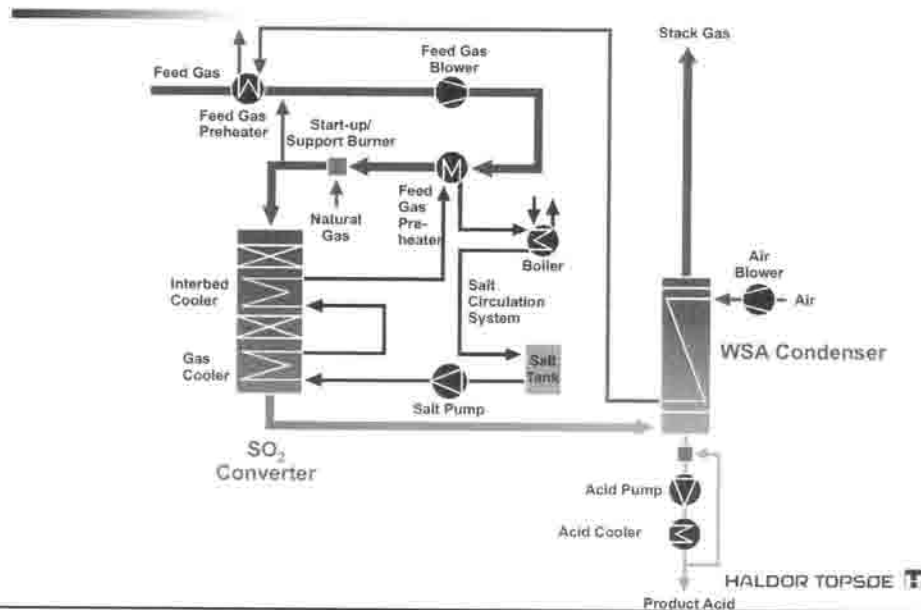 Stack Gas
Feed Gas
Blower
Feed Gas
Feed Gas
Preheater
Start-up/
Support Burner
Natural
Gas
Feed
Gas
Pre-
heater
Boiler
Air
Blower
Air
Interbed
Cooler
Salt
Circulation
System
WSA Condenser
Gas
Cooler
Salt
Tank
Salt Pump
SO₂
Converter
Acid Pump
Acid Cooler
HALDOR TOPSØE
Product Acid